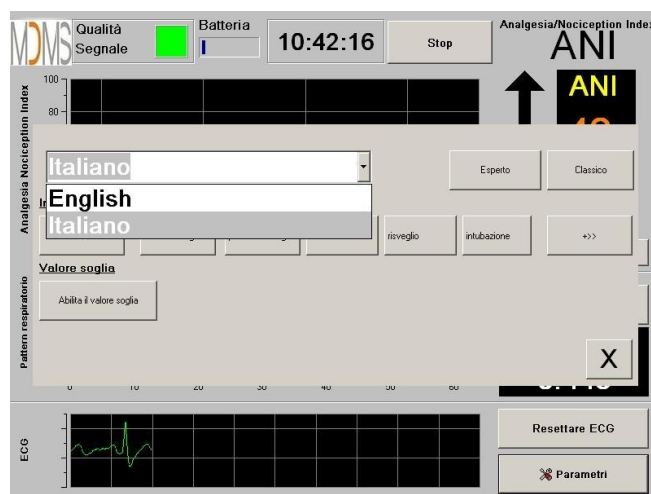 MDMS
Qualità
Segnale
Batteria
10:42:16
Stop
Analgesia/Nociception Inde
ANI
ANI
Analgesia Nociception Index
100
80
Italiano
English
Italiano
Esperto
Classico
risveglio
intubazione
+>>
Valore soglia
Abilita il valore soglia
X
Pattern respiratorio
0
10
20
30
40
50
60
ECG
Resettare ECG
Parametri